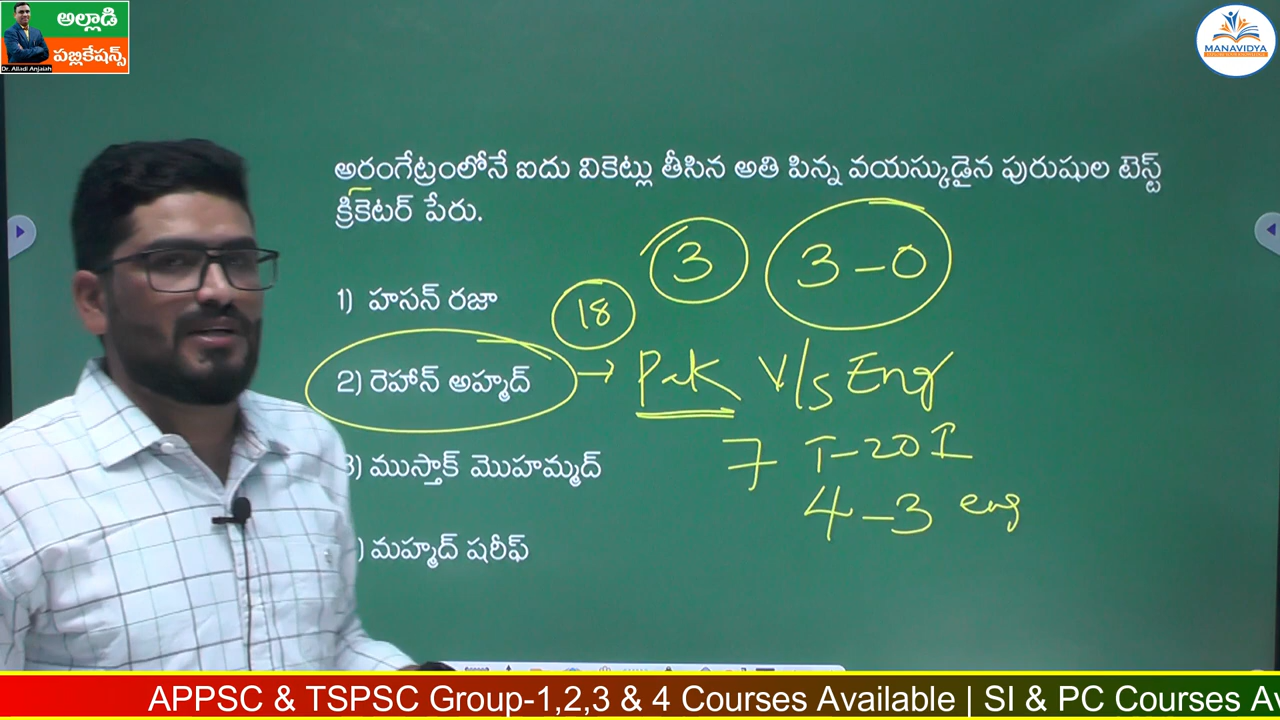 అల్లాడి
పబ్లికేషన్స్
Dr. Alladi Anjaiah
MANAVIDYA
అరంగేట్రంలోనే ఐదు వికెట్లు తీసిన అతి పిన్న వయస్కుడైన పురుషుల టెస్ట్
క్రికెటర్ పేరు.
3 3-0
1) హసన్ రజా
18
2) రెహాన్ అహ్మద్ → Pak V/s Eng
7 T-20 I
3) ముస్తాక్ మొహమ్మద్
4-3 eng
) మహ్మద్ షరీఫ్
APPSC & TSPSC Group-1,2,3 & 4 Courses Available | SI & PC Courses Av